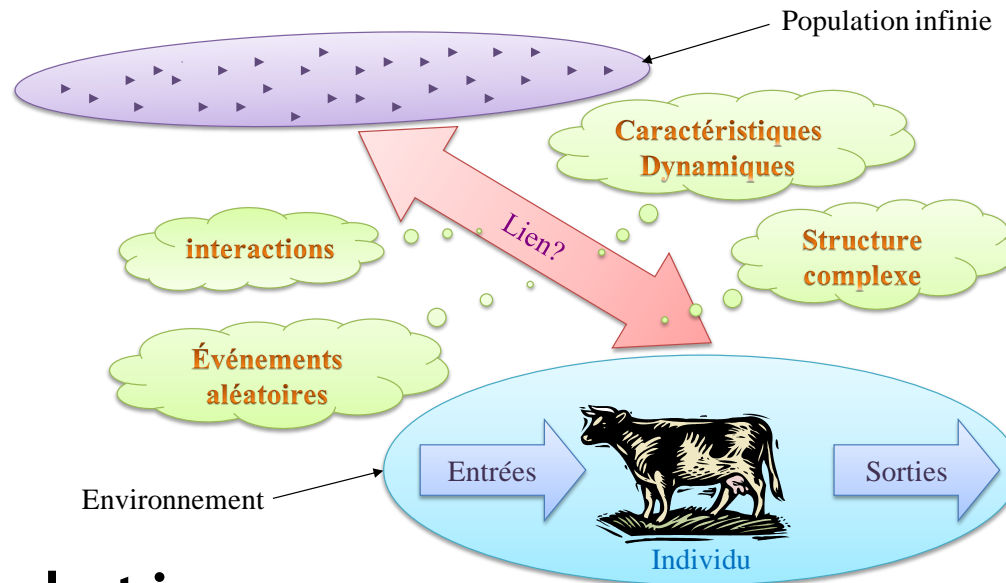 Population infinie
Caractéristiques
Dynamiques
Lien?
interactions
Structure
complexe
Événements
aléatoires
Entrées
Sorties
Environnement
Individu